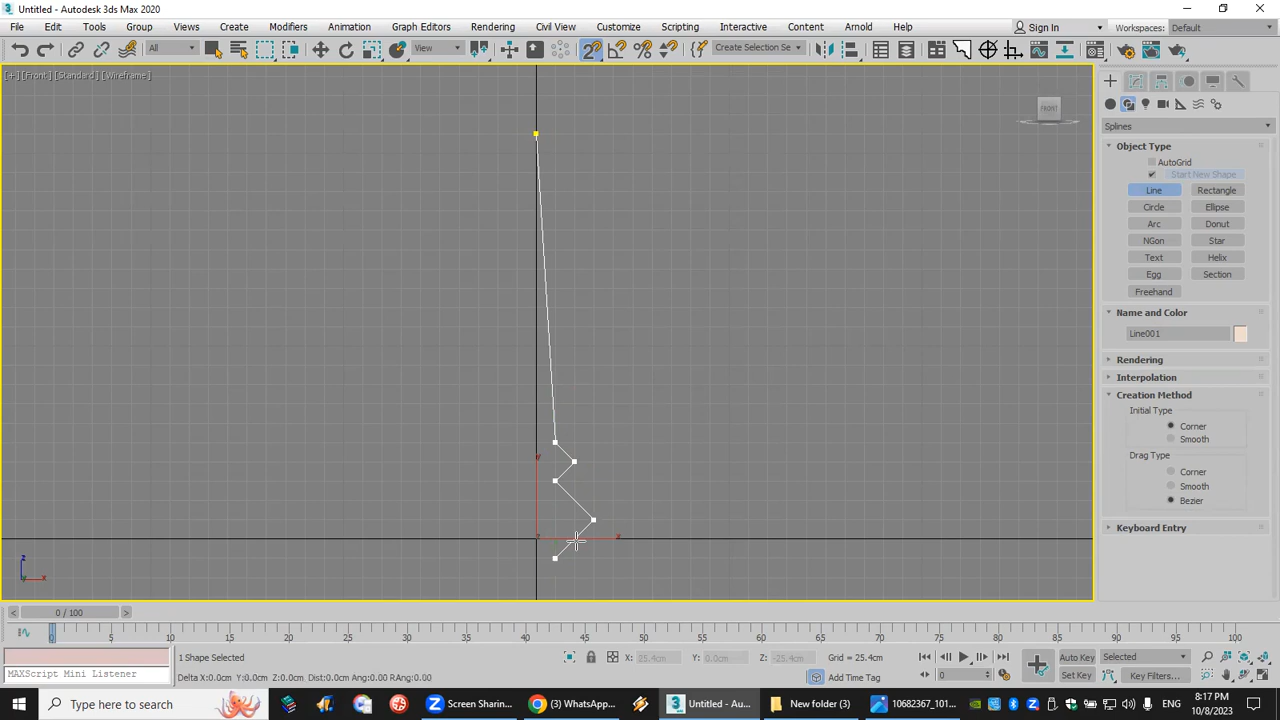 Untitled - Autodesk 3ds Max 2020
File Edit Tools Group Views Create Modifiers Animation Graph Editors Rendering Civil View Customize Scripting Interactive Content Arnold Help Sign In Workspaces: Default
All View Create Selection Se
[+] [Front] [Standard] [Wireframe]
FRONT
Splines
Object Type
AutoGrid
Start New Shape
Line Rectangle
Circle Ellipse
Arc Donut
NGon Star
Text Helix
Egg Section
Freehand
Name and Color
Line001
Rendering
Interpolation
Creation Method
Initial Type
Corner
Smooth
Drag Type
Corner
Smooth
Bezier
Keyboard Entry
y
x
z
x
0 / 100
0 5 10 15 20 25 30 35 40 45 50 55 60 65 70 75 80 85 90 95 100
1 Shape Selected X: 25.4cm Y: 0.0cm Z: -25.4cm Grid = 25.4cm Auto Key Selected
MAXScript Mini Listener Delta X:0.0cm Y:0.0cm Z:0.0cm Dist:0.0cm Ang:0.00 RAng:0.00 Add Time Tag 0 Set Key Key Filters...
Type here to search Screen Sharin... (3) WhatsApp... Untitled - Au... New folder (3) 10682367_101... 8:17 PM
10/8/2023